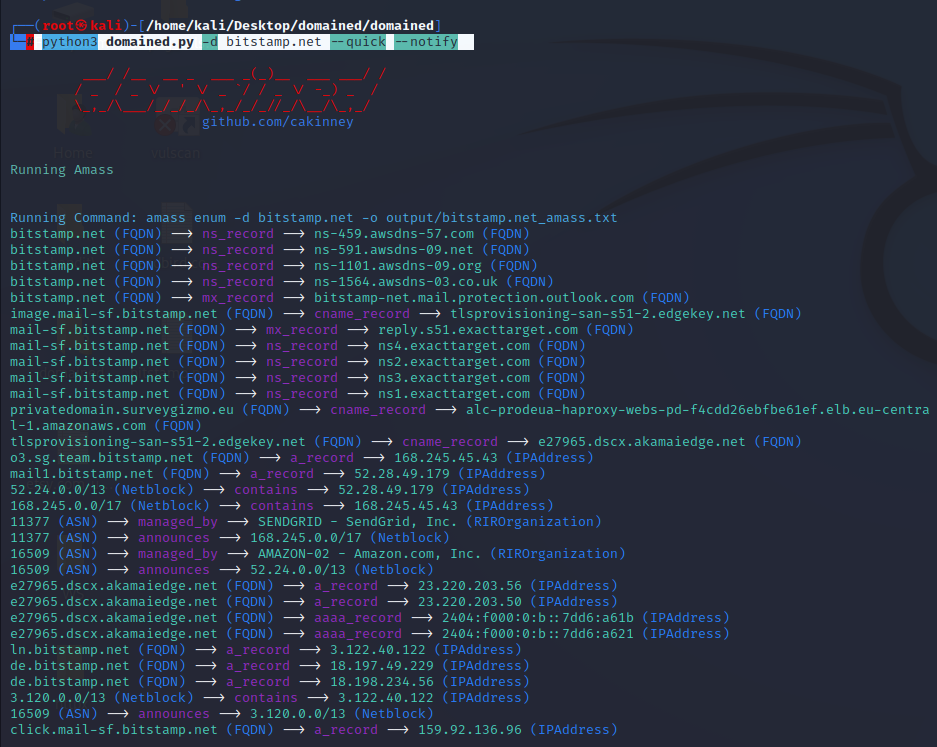 ┌──(root㉿kali)-[/home/kali/Desktop/domained/domained]
└─# python3 domained.py -d bitstamp.net --quick --notify
     ___/ /__  __ _  ___ _(_)__  ___ ___/ /
    / _  / _ \/  ' \/ _ `/ / _ \/ -_) _  /
    \_,_/\___/_/_/_/\_,_/_/_//_/\__/\_,_/
github.com/cakinney
Running Amass
Running Command: amass enum -d bitstamp.net -o output/bitstamp.net_amass.txt
bitstamp.net (FQDN) ⟶ ns_record ⟶ ns-459.awsdns-57.com (FQDN)
bitstamp.net (FQDN) ⟶ ns_record ⟶ ns-591.awsdns-09.net (FQDN)
bitstamp.net (FQDN) ⟶ ns_record ⟶ ns-1101.awsdns-09.org (FQDN)
bitstamp.net (FQDN) ⟶ ns_record ⟶ ns-1564.awsdns-03.co.uk (FQDN)
bitstamp.net (FQDN) ⟶ mx_record ⟶ bitstamp-net.mail.protection.outlook.com (FQDN)
image.mail-sf.bitstamp.net (FQDN) ⟶ cname_record ⟶ tlsprovisioning-san-s51-2.edgekey.net (FQDN)
mail-sf.bitstamp.net (FQDN) ⟶ mx_record ⟶ reply.s51.exacttarget.com (FQDN)
mail-sf.bitstamp.net (FQDN) ⟶ ns_record ⟶ ns4.exacttarget.com (FQDN)
mail-sf.bitstamp.net (FQDN) ⟶ ns_record ⟶ ns2.exacttarget.com (FQDN)
mail-sf.bitstamp.net (FQDN) ⟶ ns_record ⟶ ns3.exacttarget.com (FQDN)
mail-sf.bitstamp.net (FQDN) ⟶ ns_record ⟶ ns1.exacttarget.com (FQDN)
privatedomain.surveygizmo.eu (FQDN) ⟶ cname_record ⟶ alc-prodeua-haproxy-webs-pd-f4cdd26ebfbe61ef.elb.eu-centra
l-1.amazonaws.com (FQDN)
tlsprovisioning-san-s51-2.edgekey.net (FQDN) ⟶ cname_record ⟶ e27965.dscx.akamaiedge.net (FQDN)
o3.sg.team.bitstamp.net (FQDN) ⟶ a_record ⟶ 168.245.45.43 (IPAddress)
mail1.bitstamp.net (FQDN) ⟶ a_record ⟶ 52.28.49.179 (IPAddress)
52.24.0.0/13 (Netblock) ⟶ contains ⟶ 52.28.49.179 (IPAddress)
168.245.0.0/17 (Netblock) ⟶ contains ⟶ 168.245.45.43 (IPAddress)
11377 (ASN) ⟶ managed_by ⟶ SENDGRID - SendGrid, Inc. (RIROrganization)
11377 (ASN) ⟶ announces ⟶ 168.245.0.0/17 (Netblock)
16509 (ASN) ⟶ managed_by ⟶ AMAZON-02 - Amazon.com, Inc. (RIROrganization)
16509 (ASN) ⟶ announces ⟶ 52.24.0.0/13 (Netblock)
e27965.dscx.akamaiedge.net (FQDN) ⟶ a_record ⟶ 23.220.203.56 (IPAddress)
e27965.dscx.akamaiedge.net (FQDN) ⟶ a_record ⟶ 23.220.203.50 (IPAddress)
e27965.dscx.akamaiedge.net (FQDN) ⟶ aaaa_record ⟶ 2404:f000:0:b::7dd6:a61b (IPAddress)
e27965.dscx.akamaiedge.net (FQDN) ⟶ aaaa_record ⟶ 2404:f000:0:b::7dd6:a621 (IPAddress)
ln.bitstamp.net (FQDN) ⟶ a_record ⟶ 3.122.40.122 (IPAddress)
de.bitstamp.net (FQDN) ⟶ a_record ⟶ 18.197.49.229 (IPAddress)
de.bitstamp.net (FQDN) ⟶ a_record ⟶ 18.198.234.56 (IPAddress)
3.120.0.0/13 (Netblock) ⟶ contains ⟶ 3.122.40.122 (IPAddress)
16509 (ASN) ⟶ announces ⟶ 3.120.0.0/13 (Netblock)
click.mail-sf.bitstamp.net (FQDN) ⟶ a_record ⟶ 159.92.136.96 (IPAddress)